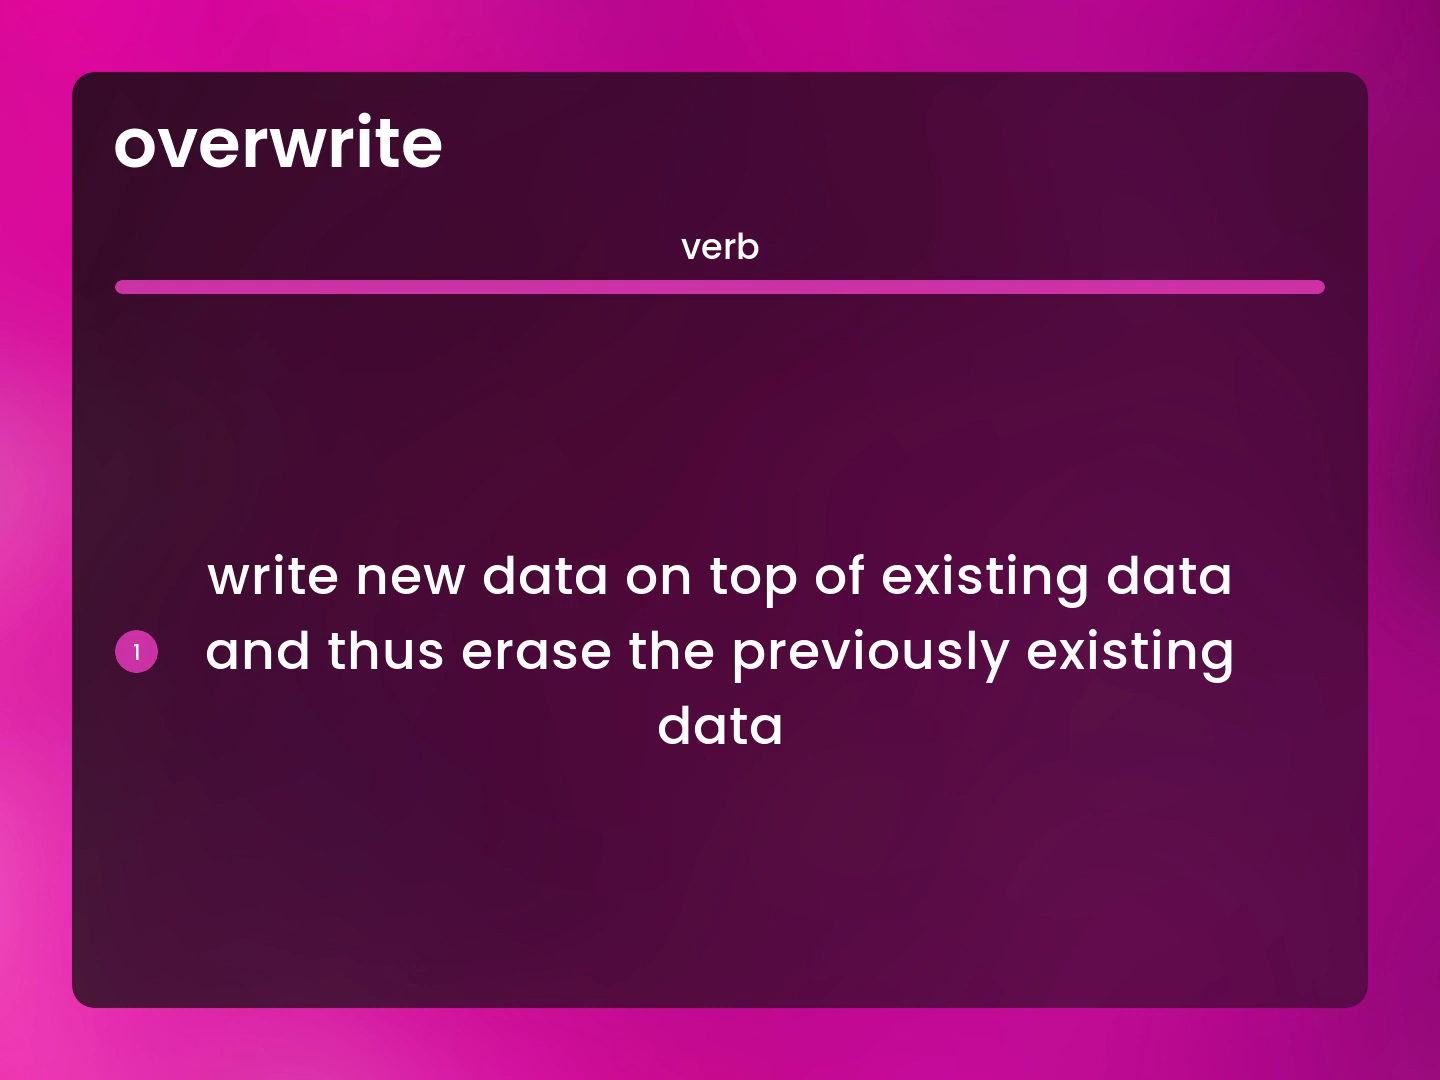 overwrite
verb
write new data on top of existing data
1 and thus erase the previously existing
data